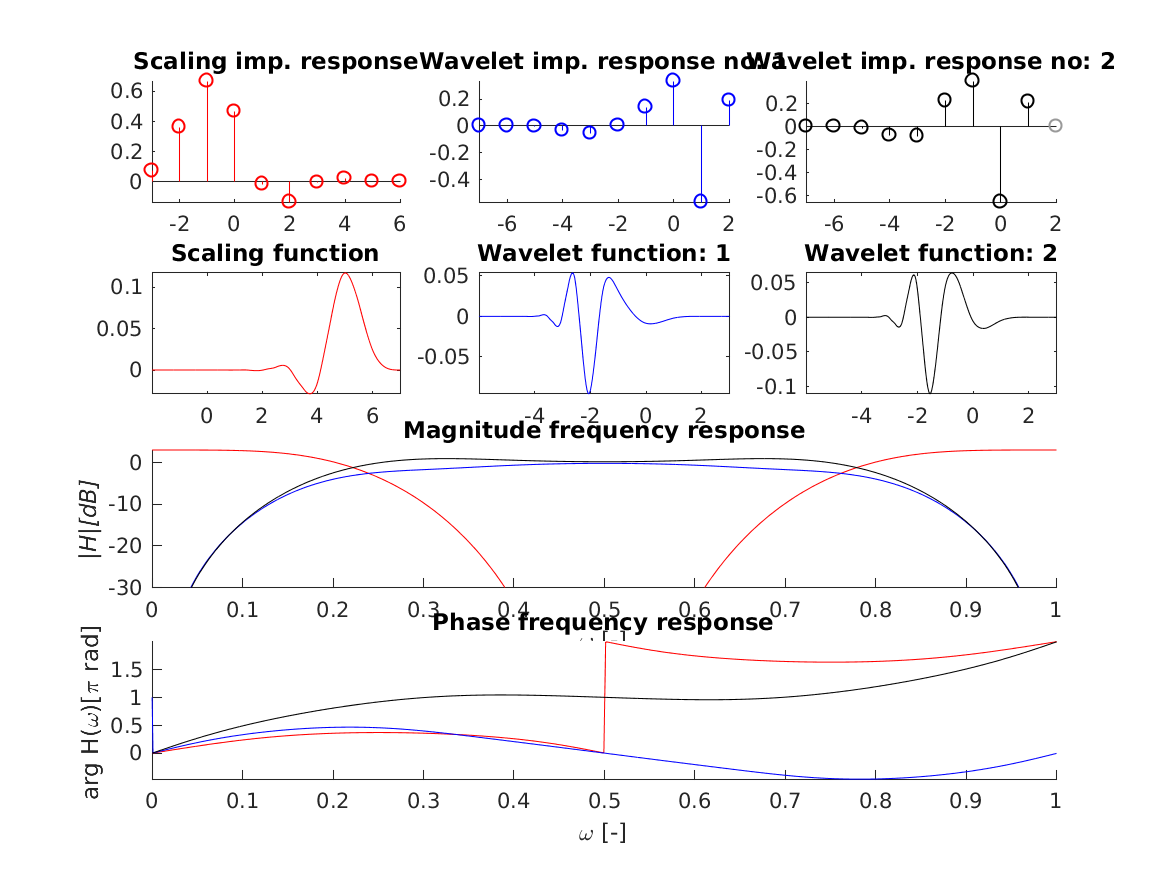 Scaling imp. response
Wavelet imp. response no: 1
Wavelet imp. response no: 2
0.6
0.4
0.2
0
-2 0 2 4 6
0.2
0
-0.2
-0.4
-6 -4 -2 0 2
0.2
0
-0.2
-0.4
-0.6
-6 -4 -2 0 2
Scaling function
Wavelet function: 1
Wavelet function: 2
0.1
0.05
0
0 2 4 6
0.05
0
-0.05
-4 -2 0 2
0.05
0
-0.05
-0.1
-4 -2 0 2
Magnitude frequency response
|H|[dB]
0
-10
-20
-30
0 0.1 0.2 0.3 0.4 0.5 0.6 0.7 0.8 0.9 1
ω [-]
Phase frequency response
arg H(ω)[π rad]
1.5
1
0.5
0
0 0.1 0.2 0.3 0.4 0.5 0.6 0.7 0.8 0.9 1
ω [-]